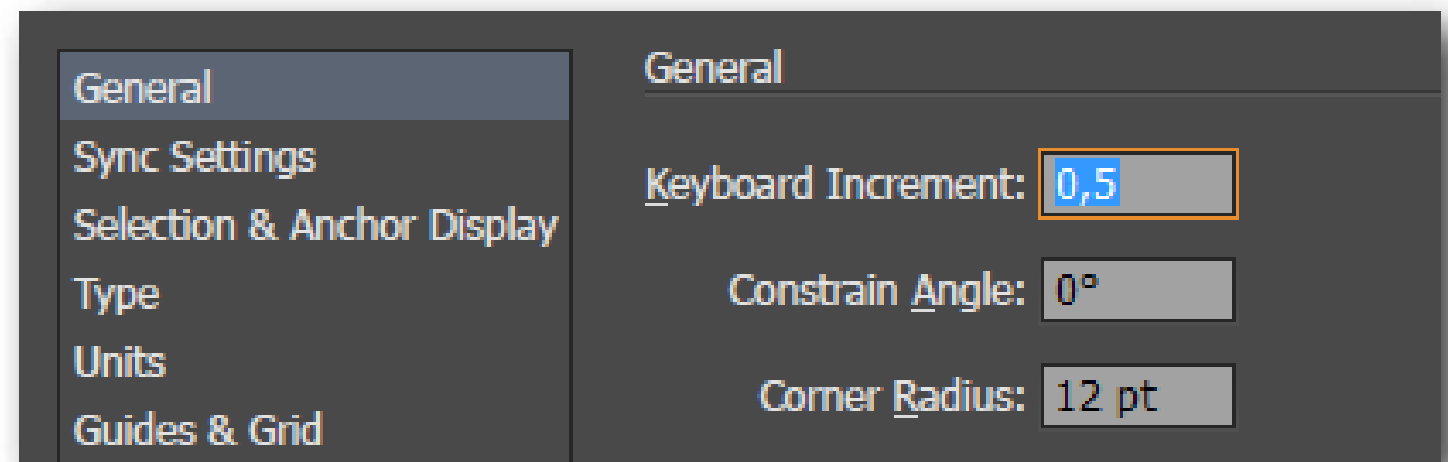 General
Sync Settings
Selection & Anchor Display
Type
Units
Guides & Grid
General
Keyboard Increment: 0,5
Constrain Angle: 0°
Corner Radius: 12 pt